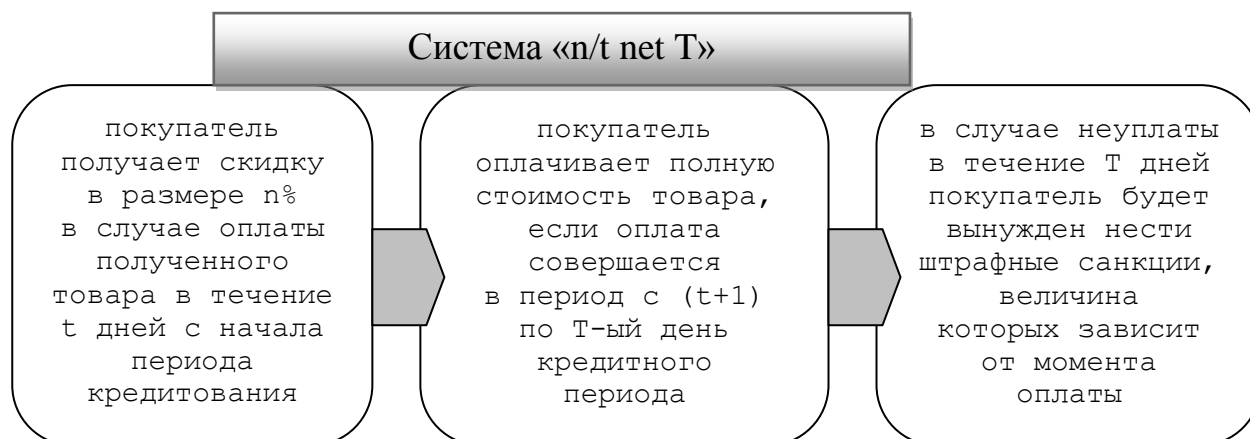 Система «n/t net T»
покупатель
получает скидку
в размере n%
в случае оплаты
полученного
товара в течение
t дней с начала
периода
кредитования
покупатель
оплачивает полную
стоимость товара,
если оплата
совершается
в период с (t+1)
по T-ый день
кредитного
периода
в случае неуплаты
в течение T дней
покупатель будет
вынужден нести
штрафные санкции,
величина
которых зависит
от момента
оплаты